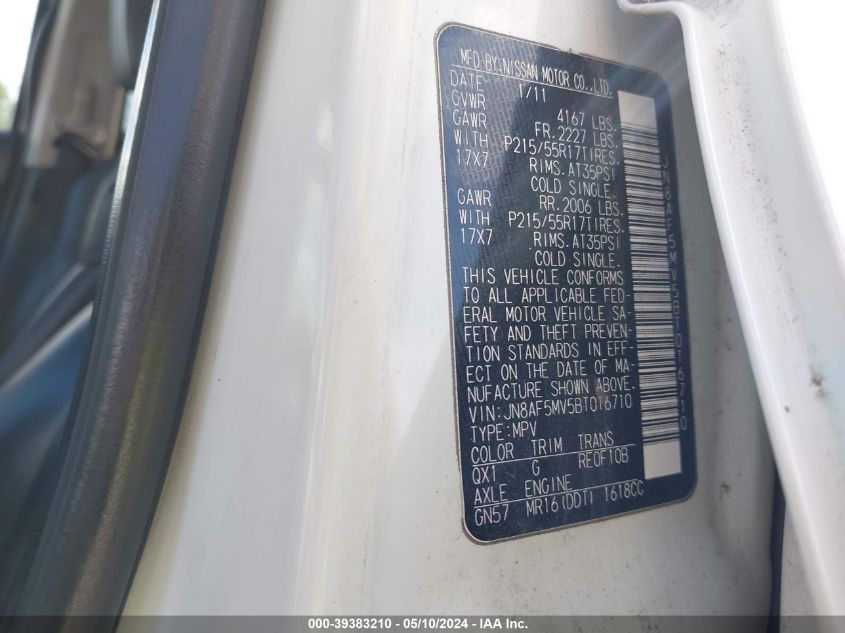 MFD BY.NISSAN MOTOR CO.,LTD.
DATE 1/11
GVWR 4167 LBS.
GAWR FR.2227 LBS.
WITH P215/55R17TIRES.
17X7 RIMS.AT35PSI
COLD SINGLE.
GAWR RR.2006 LBS.
WITH P215/55R17TIRES.
17X7 RIMS.AT35PSI
COLD SINGLE.
THIS VEHICLE CONFORMS
TO ALL APPLICABLE FED-
ERAL MOTOR VEHICLE SA-
FETY AND THEFT PREVEN-
TION STANDARDS IN EFF-
ECT ON THE DATE OF MA-
NUFACTURE SHOWN ABOVE.
VIN:JN8AF5MV5BT016710
TYPE:MPV
COLOR TRIM TRANS
QX1 G REOF10B
AXLE ENGINE
GN57 MR16(DDT) 1618CC
JN8AF5MV5BT016710
000-39383210 - 05/10/2024 - IAA Inc.